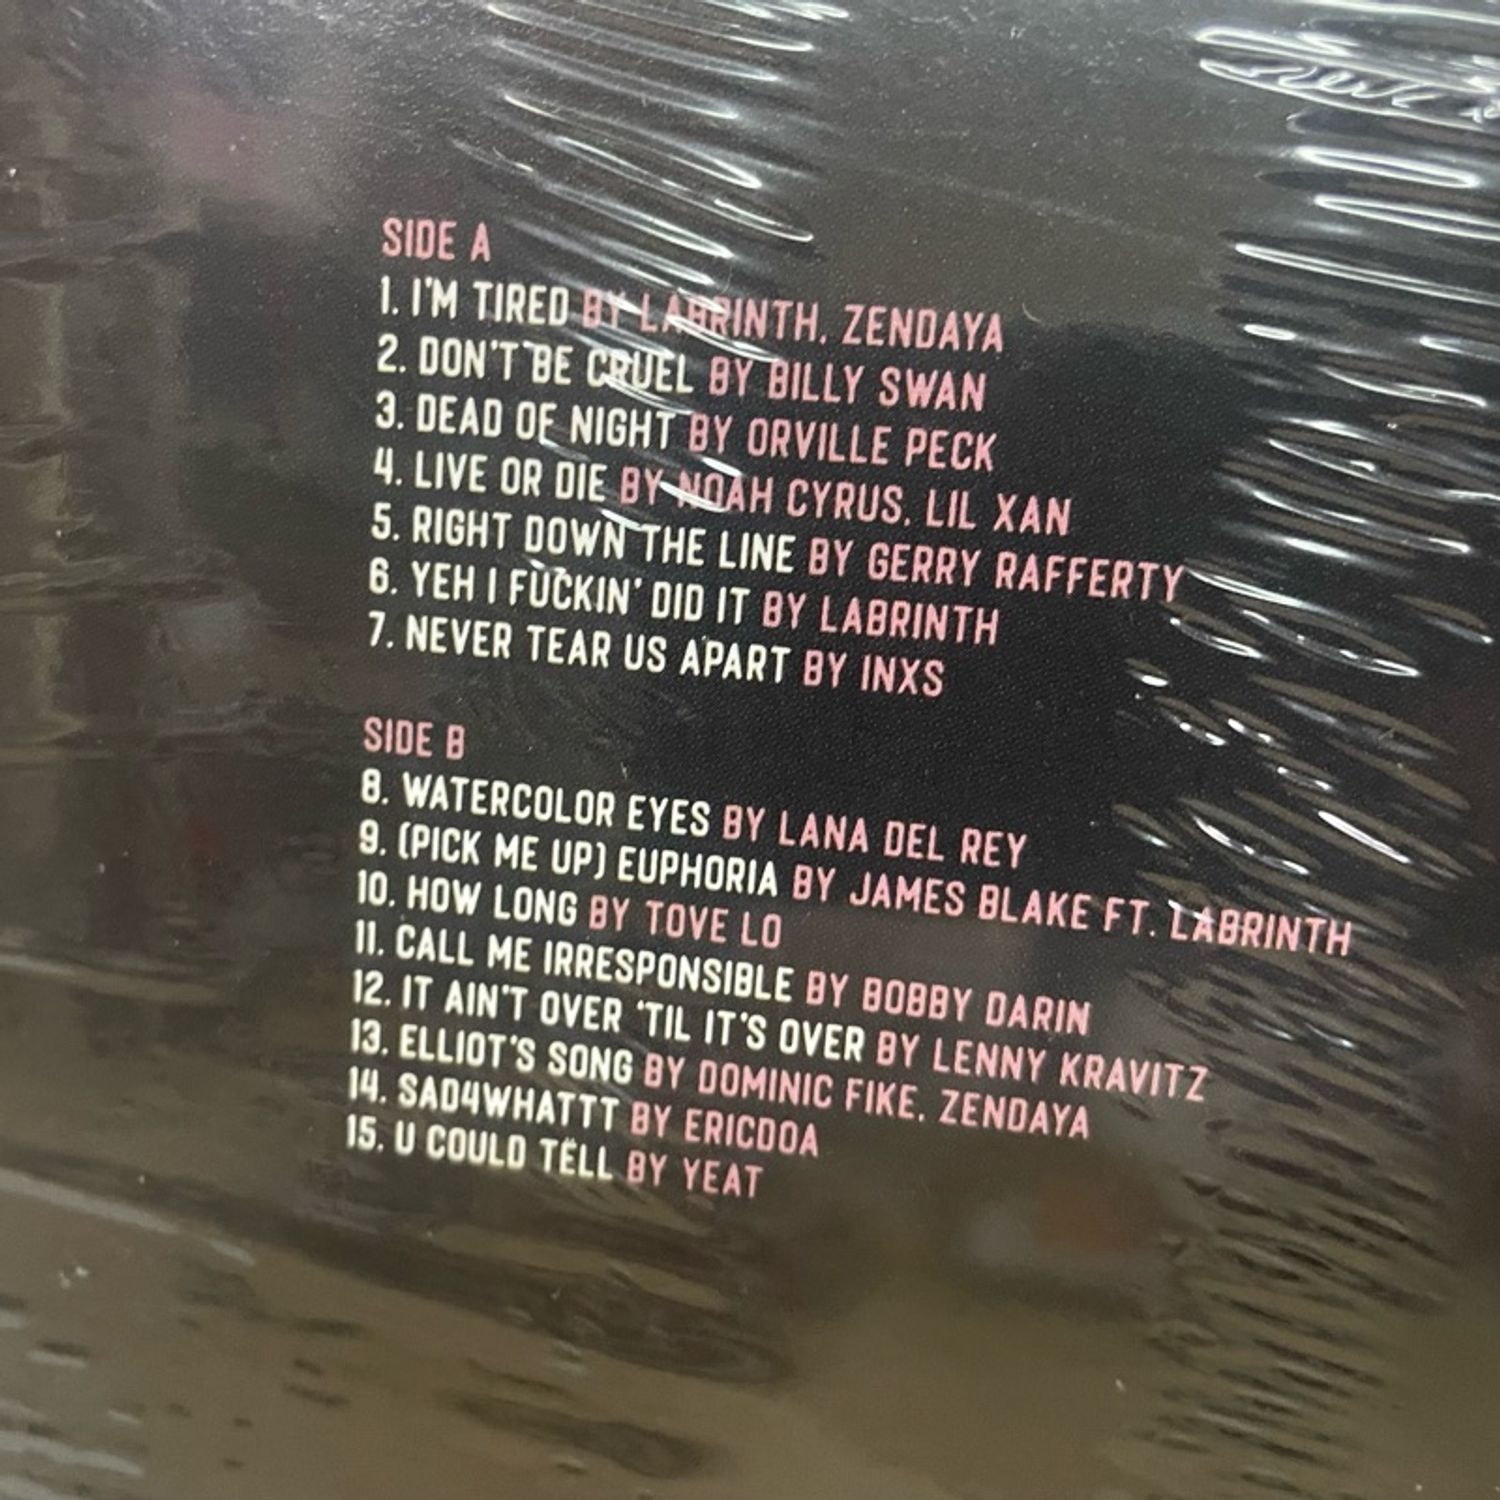 SIDE A
1. I'M TIRED BY LABRINTH, ZENDAYA
2. DON'T BE CRUEL BY BILLY SWAN
3. DEAD OF NIGHT BY ORVILLE PECK
4. LIVE OR DIE BY NOAH CYRUS, LIL XAN
5. RIGHT DOWN THE LINE BY GERRY RAFFERTY
6. YEH I FUCKIN' DID IT BY LABRINTH
7. NEVER TEAR US APART BY INXS
SIDE B
8. WATERCOLOR EYES BY LANA DEL REY
9. (PICK ME UP) EUPHORIA BY JAMES BLAKE FT. LABRINTH
10. HOW LONG BY TOVE LO
11. CALL ME IRRESPONSIBLE BY BOBBY DARIN
12. IT AIN'T OVER 'TIL IT'S OVER BY LENNY KRAVITZ
13. ELLIOT'S SONG BY DOMINIC FIKE, ZENDAYA
14. SAD4WHATTT BY ERICDOA
15. U COULD TËLL BY YEAT